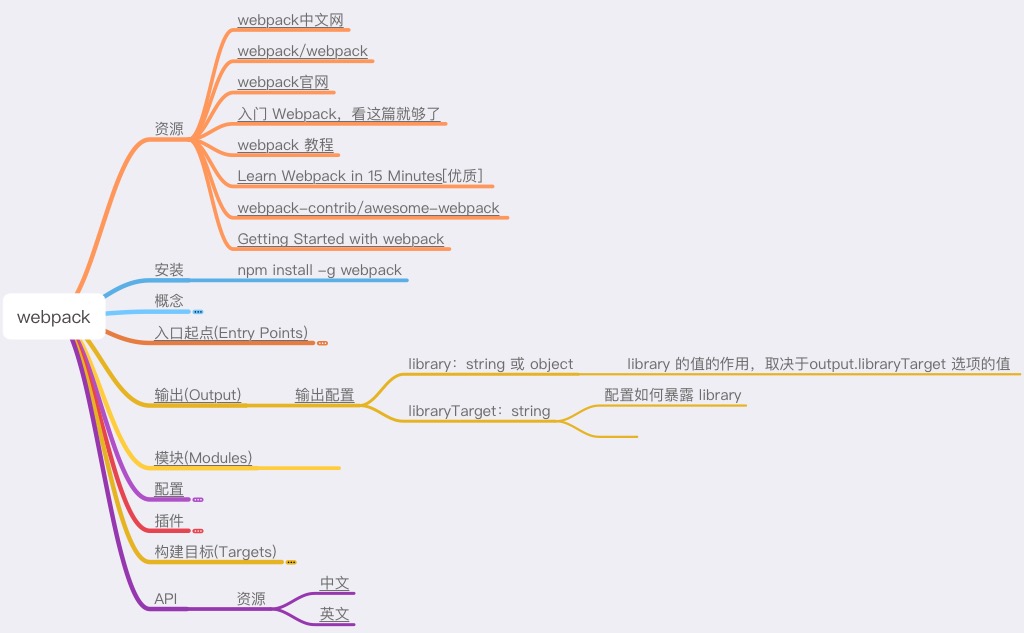 webpack中文网
webpack/webpack
webpack官网
入门 Webpack，看这篇就够了
资源
webpack 教程
Learn Webpack in 15 Minutes[优质]
webpack-contrib/awesome-webpack
Getting Started with webpack
安装
npm install -g webpack
概念
webpack
入口起点(Entry Points)
library：string 或 object
library 的值的作用，取决于output.libraryTarget 选项的值
输出(Output)
输出配置
配置如何暴露 library
libraryTarget：string
模块(Modules)
配置
插件
构建目标(Targets)
中文
API
资源
英文